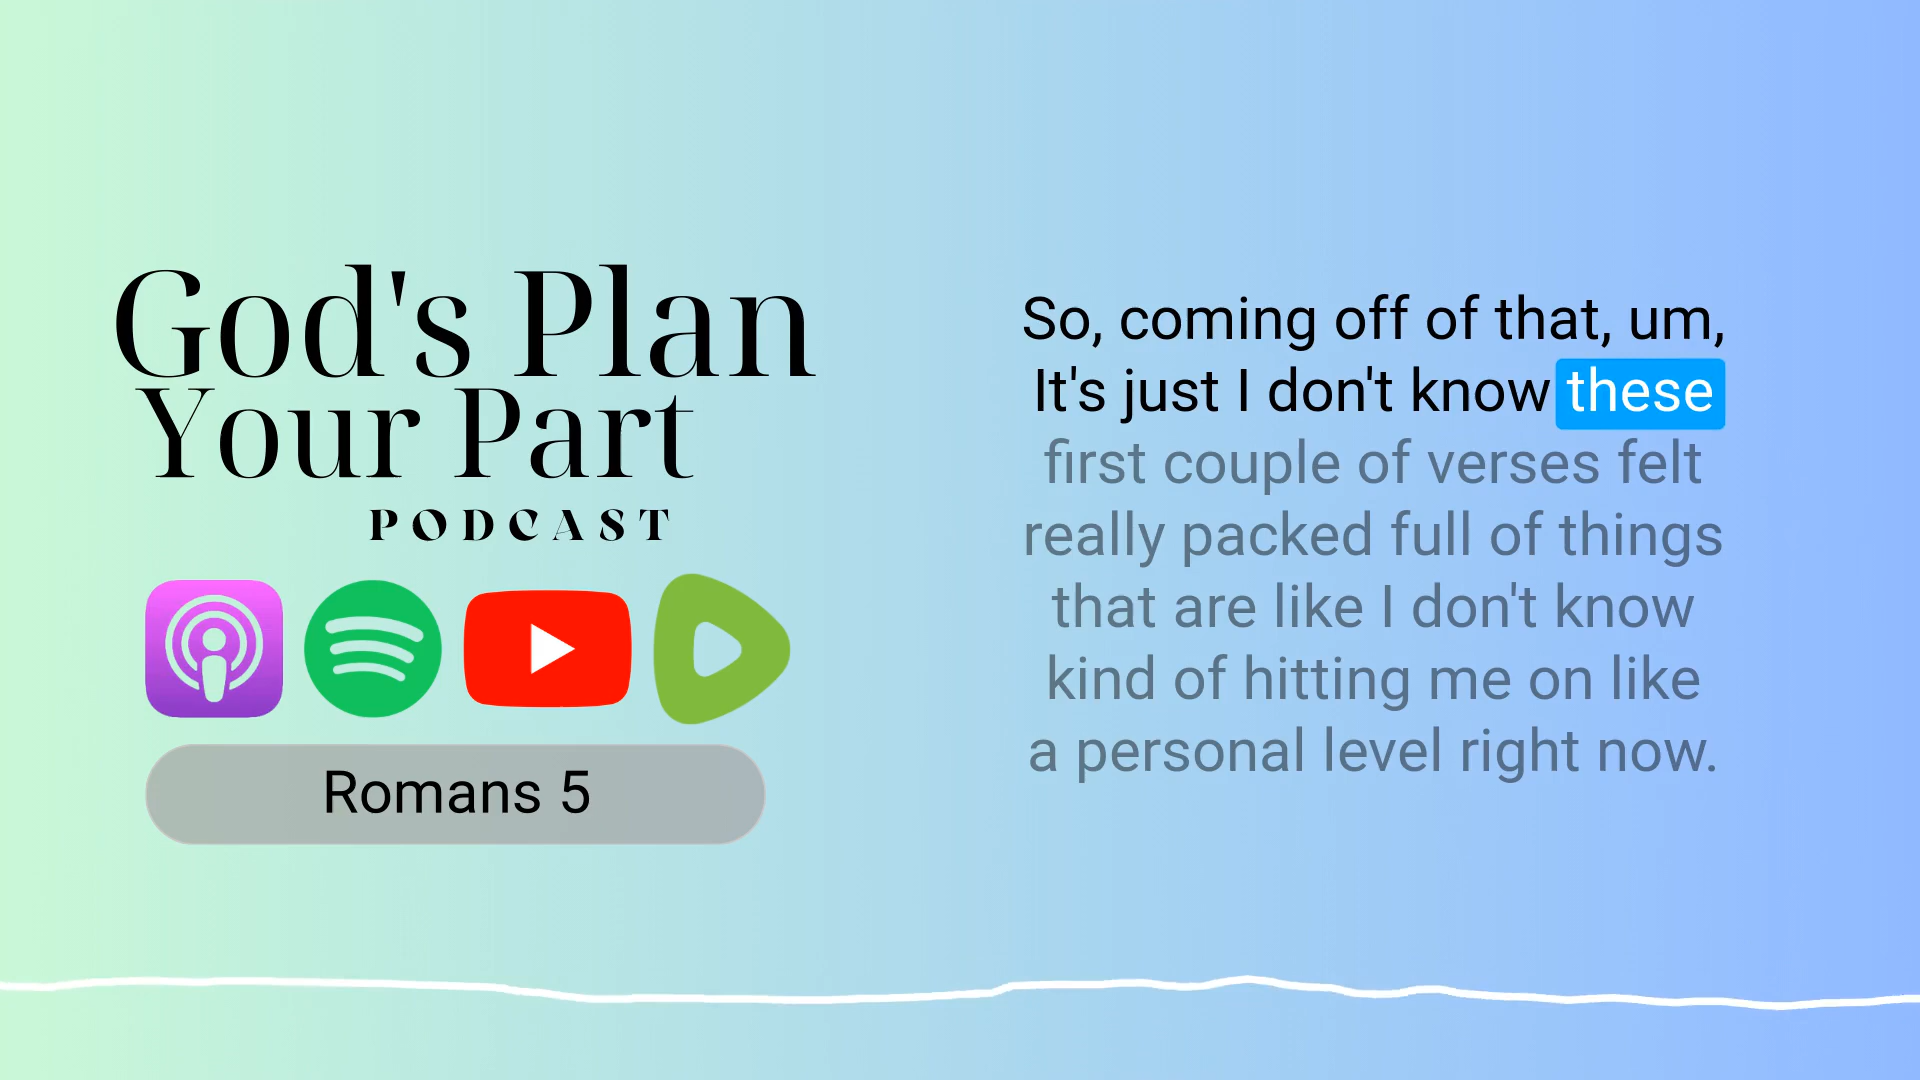 God's Plan
Your Part
PODCAST
Romans 5
So, coming off of that, um,
It's just I don't know these
first couple of verses felt
really packed full of things
that are like I don't know
kind of hitting me on like
a personal level right now.